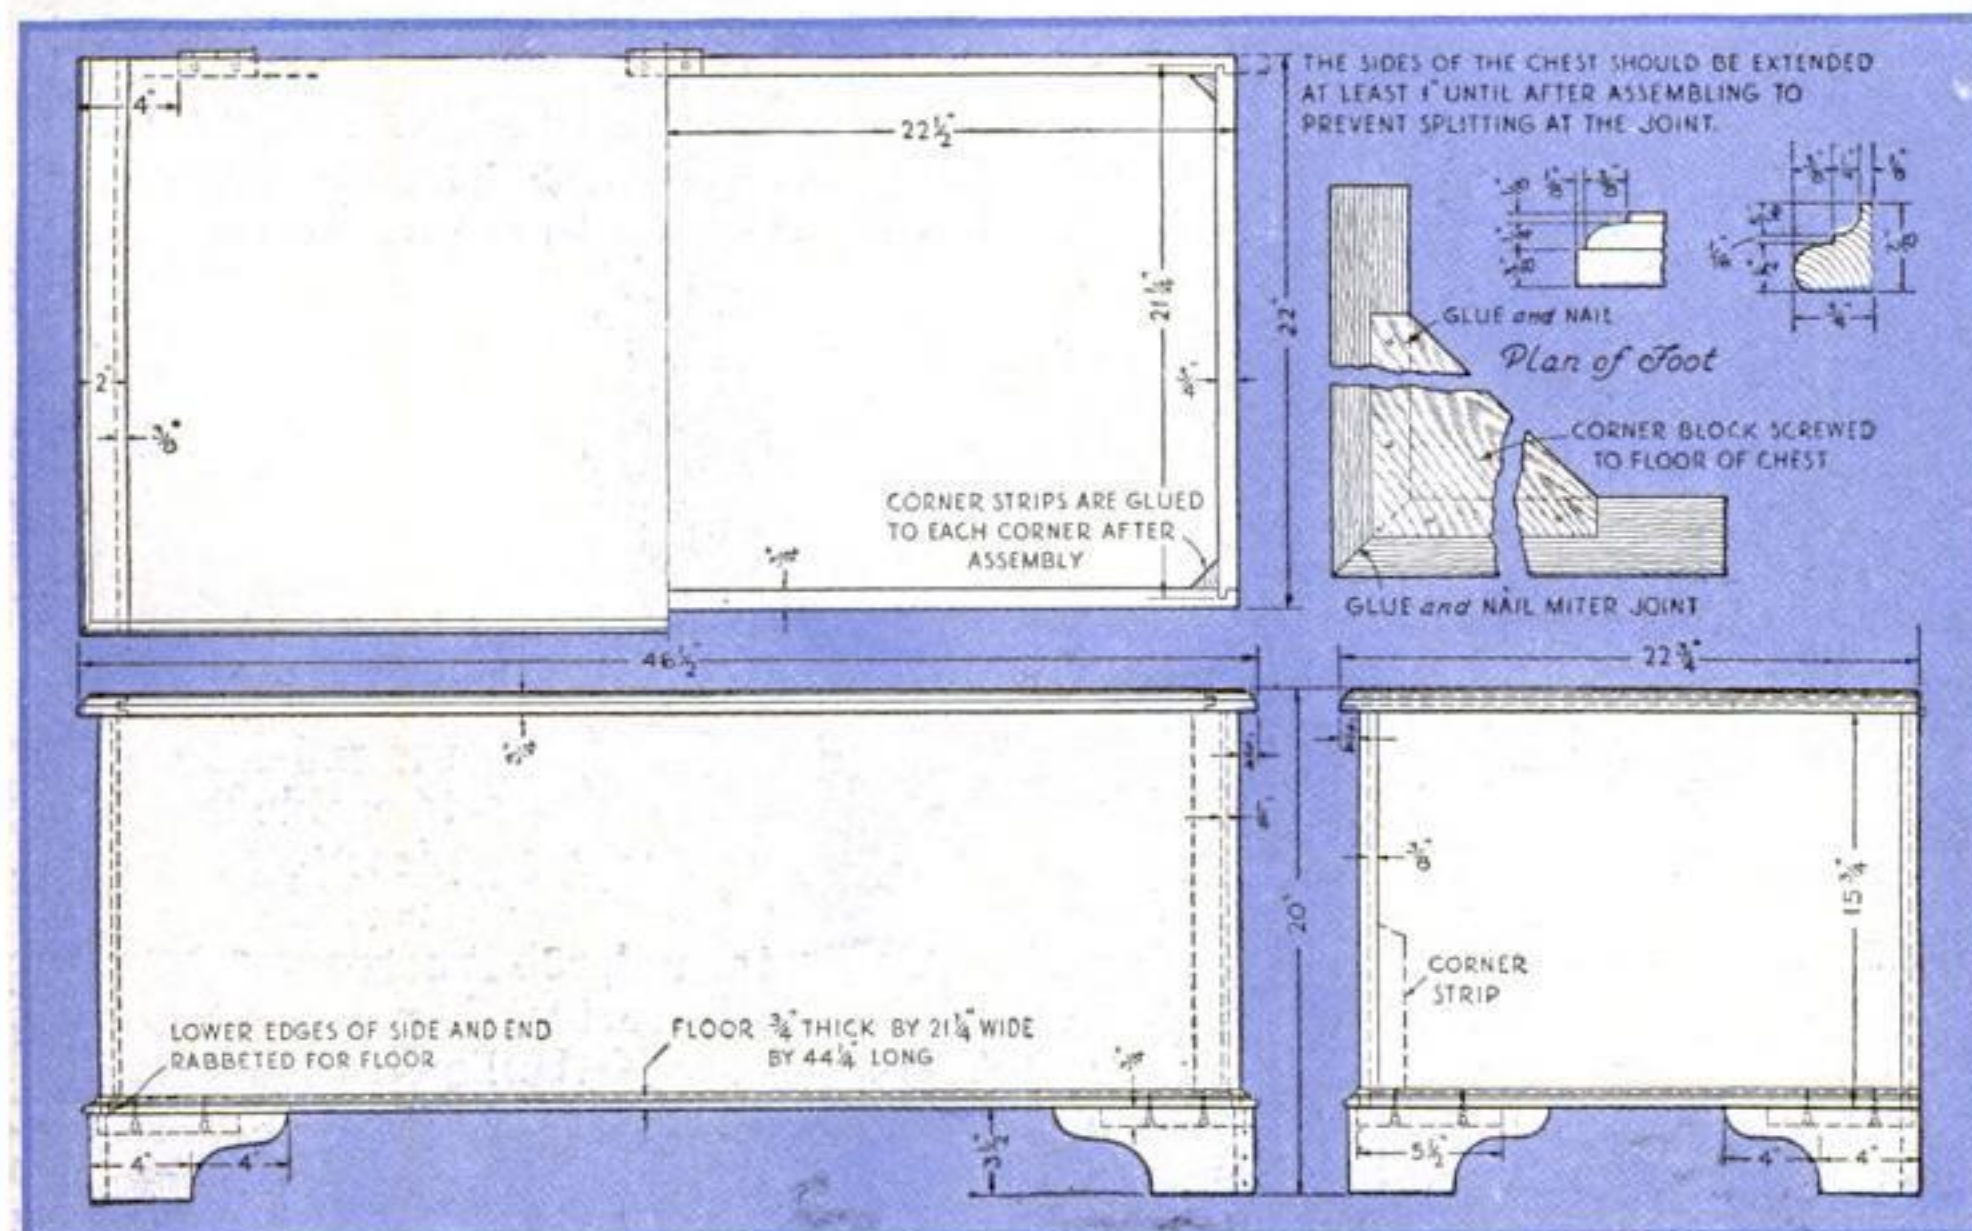 THE SIDES OF THE CHEST SHOULD BE EXTENDED
AT LEAST 1" UNTIL AFTER ASSEMBLING TO
PREVENT SPLITTING AT THE JOINT.
4"
22½"
21¼"
22"
2"
CORNER STRIPS ARE GLUED
TO EACH CORNER AFTER
ASSEMBLY
GLUE and NAIL
Plan of Foot
CORNER BLOCK SCREWED
TO FLOOR OF CHEST
GLUE and NAIL MITER JOINT
46½"
22¾"
20"
15¾"
⅜"
CORNER
STRIP
LOWER EDGES OF SIDE AND END
RABBETED FOR FLOOR
FLOOR ¾" THICK BY 21¼" WIDE
BY 44¼" LONG
4" 4"
3½"
5½"
4" 4"